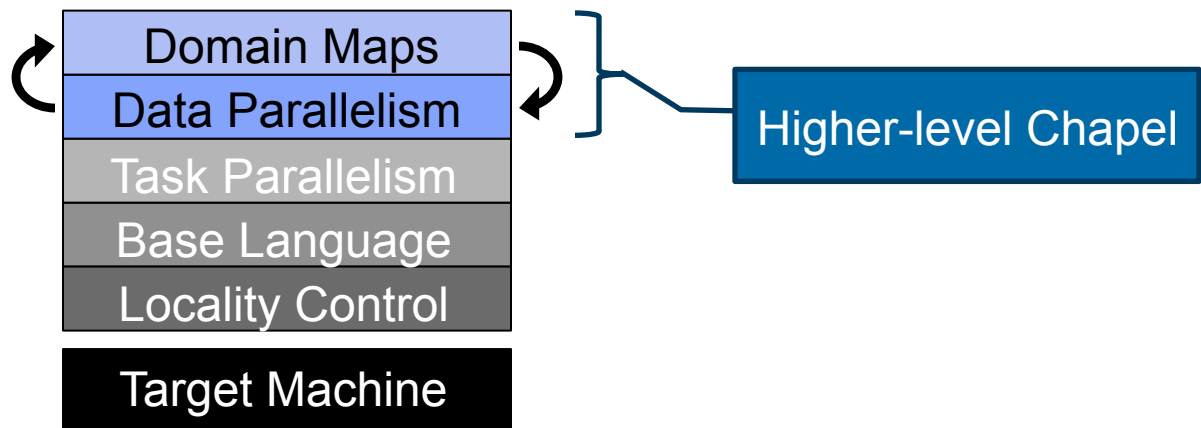 Domain Maps
Data Parallelism
Higher-level Chapel
Task Parallelism
Base Language
Locality Control
Target Machine